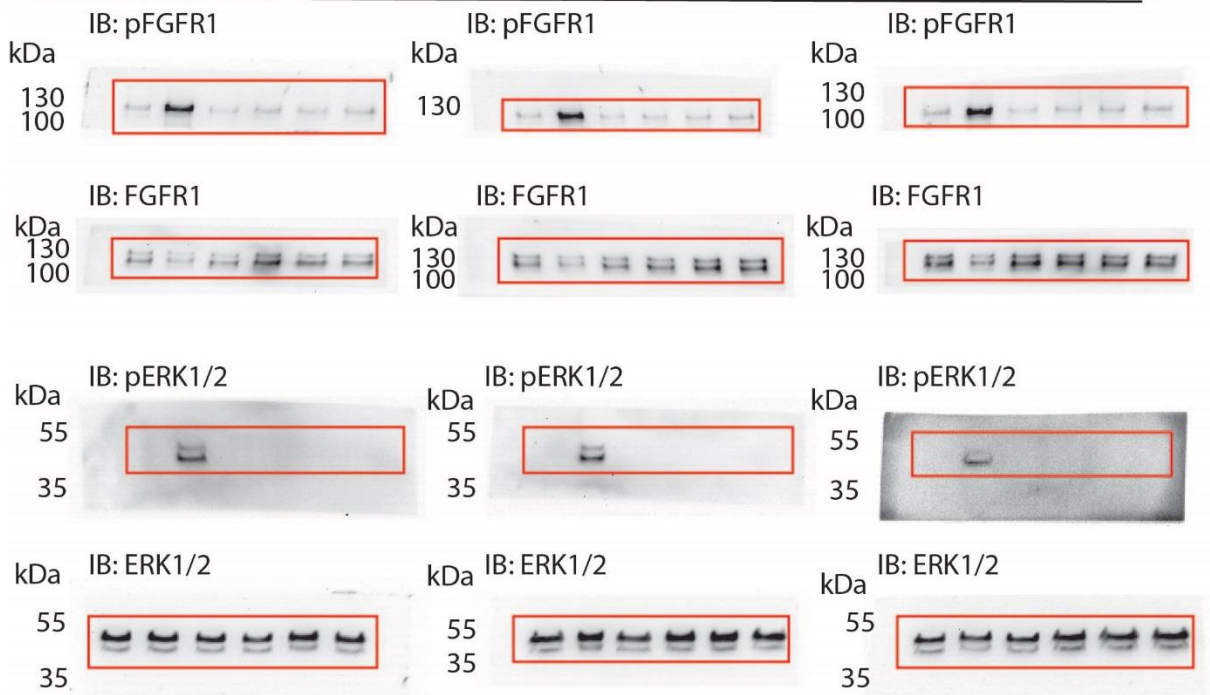 IB: pFGFR1
kDa
130
100
IB: pFGFR1
kDa
130
IB: pFGFR1
kDa
130
100
IB: FGFR1
kDa
130
100
IB: FGFR1
kDa
130
100
IB: FGFR1
kDa
130
100
IB: pERK1/2
kDa
55
35
IB: pERK1/2
kDa
55
35
IB: pERK1/2
kDa
55
35
IB: ERK1/2
kDa
55
35
IB: ERK1/2
kDa
55
35
IB: ERK1/2
kDa
55
35